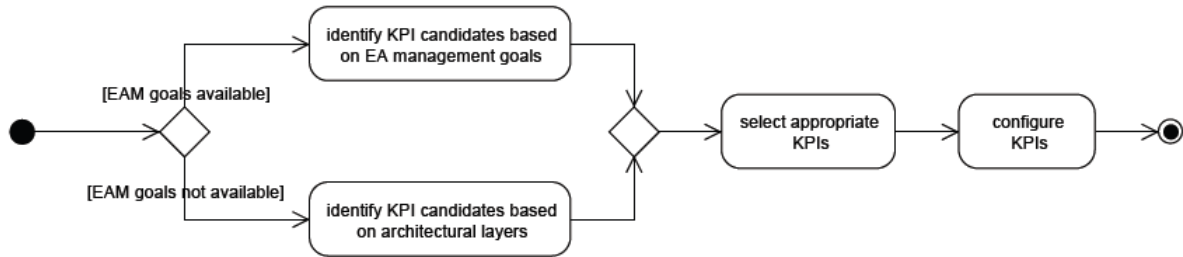 identify KPI candidates based
on EA management goals
[EAM goals available]
select appropriate
KPIs
configure
KPIs
[EAM goals not available]
identify KPI candidates based
on architectural layers